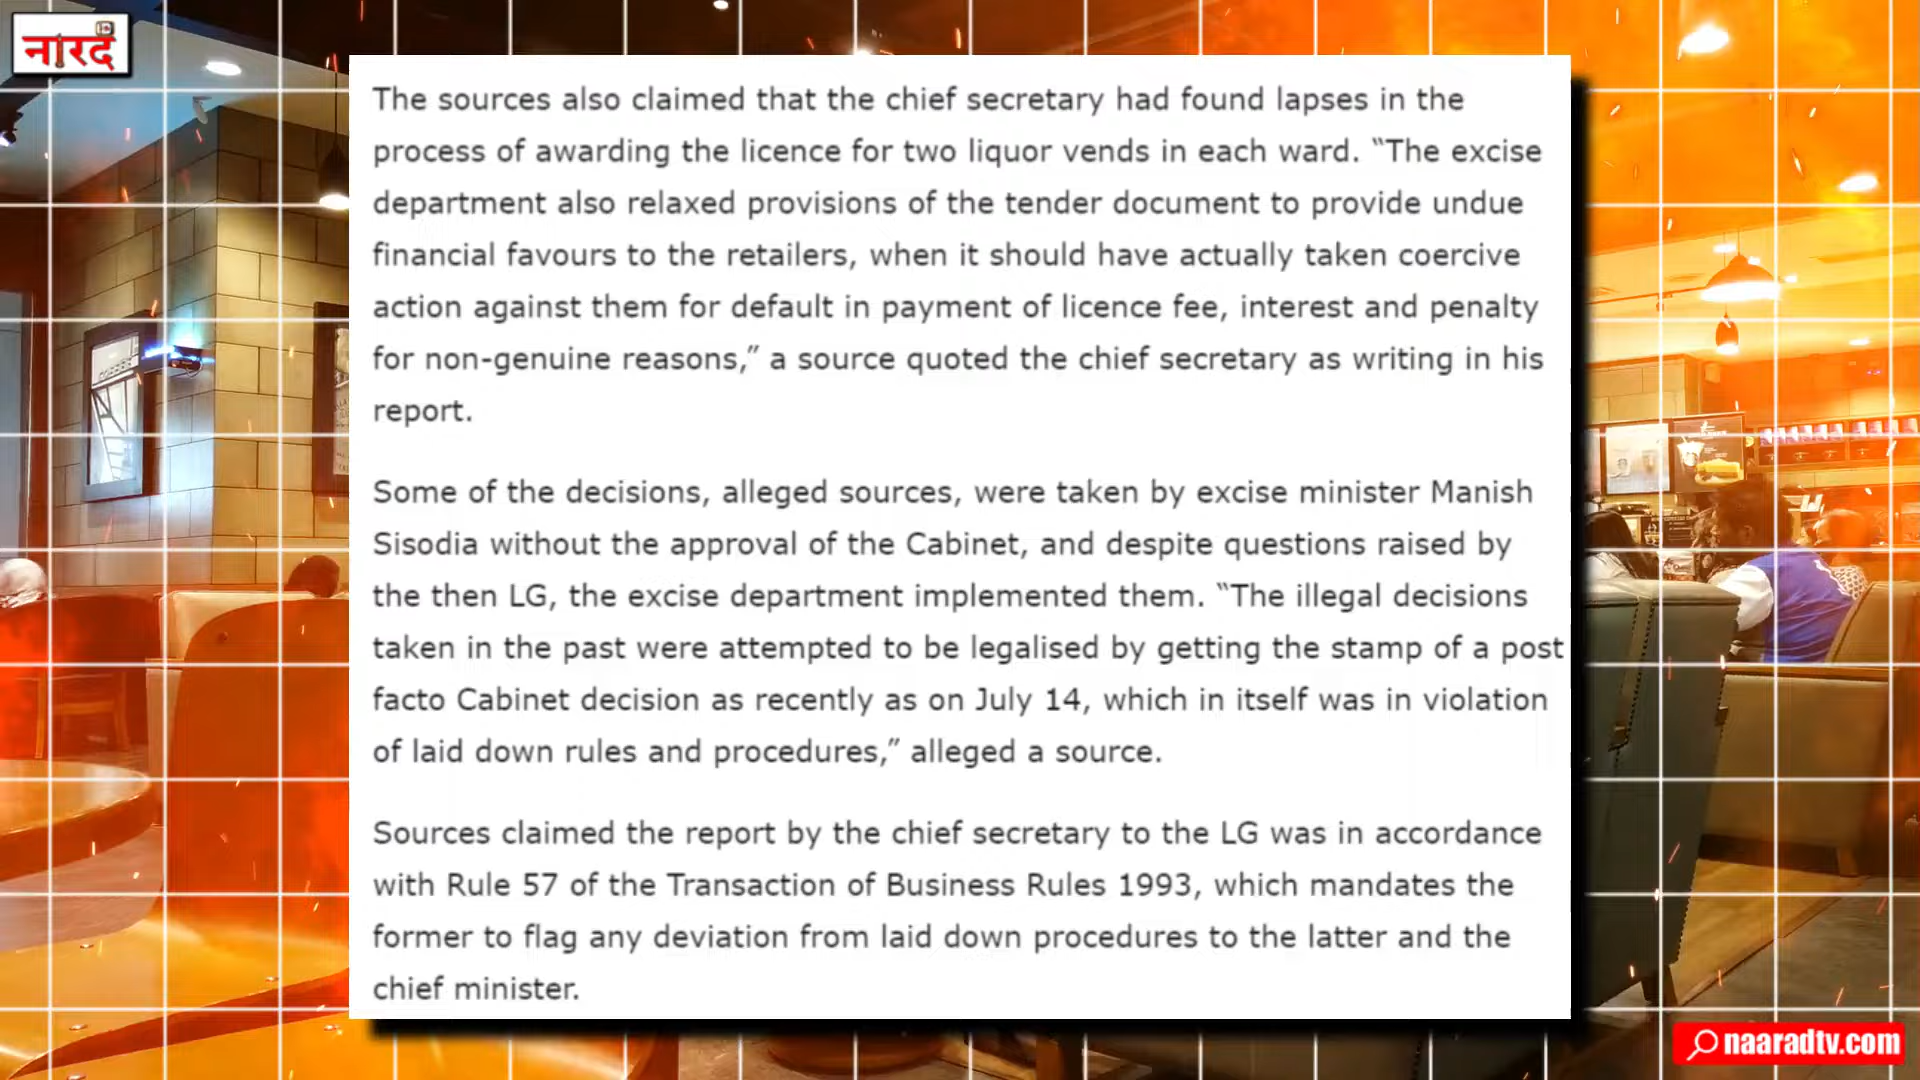 नारद
The sources also claimed that the chief secretary had found lapses in the
process of awarding the licence for two liquor vends in each ward. “The excise
department also relaxed provisions of the tender document to provide undue
financial favours to the retailers, when it should have actually taken coercive
action against them for default in payment of licence fee, interest and penalty
for non-genuine reasons,” a source quoted the chief secretary as writing in his
report.
Some of the decisions, alleged sources, were taken by excise minister Manish
Sisodia without the approval of the Cabinet, and despite questions raised by
the then LG, the excise department implemented them. “The illegal decisions
taken in the past were attempted to be legalised by getting the stamp of a post
facto Cabinet decision as recently as on July 14, which in itself was in violation
of laid down rules and procedures,” alleged a source.
Sources claimed the report by the chief secretary to the LG was in accordance
with Rule 57 of the Transaction of Business Rules 1993, which mandates the
former to flag any deviation from laid down procedures to the latter and the
chief minister.
naaradtv.com